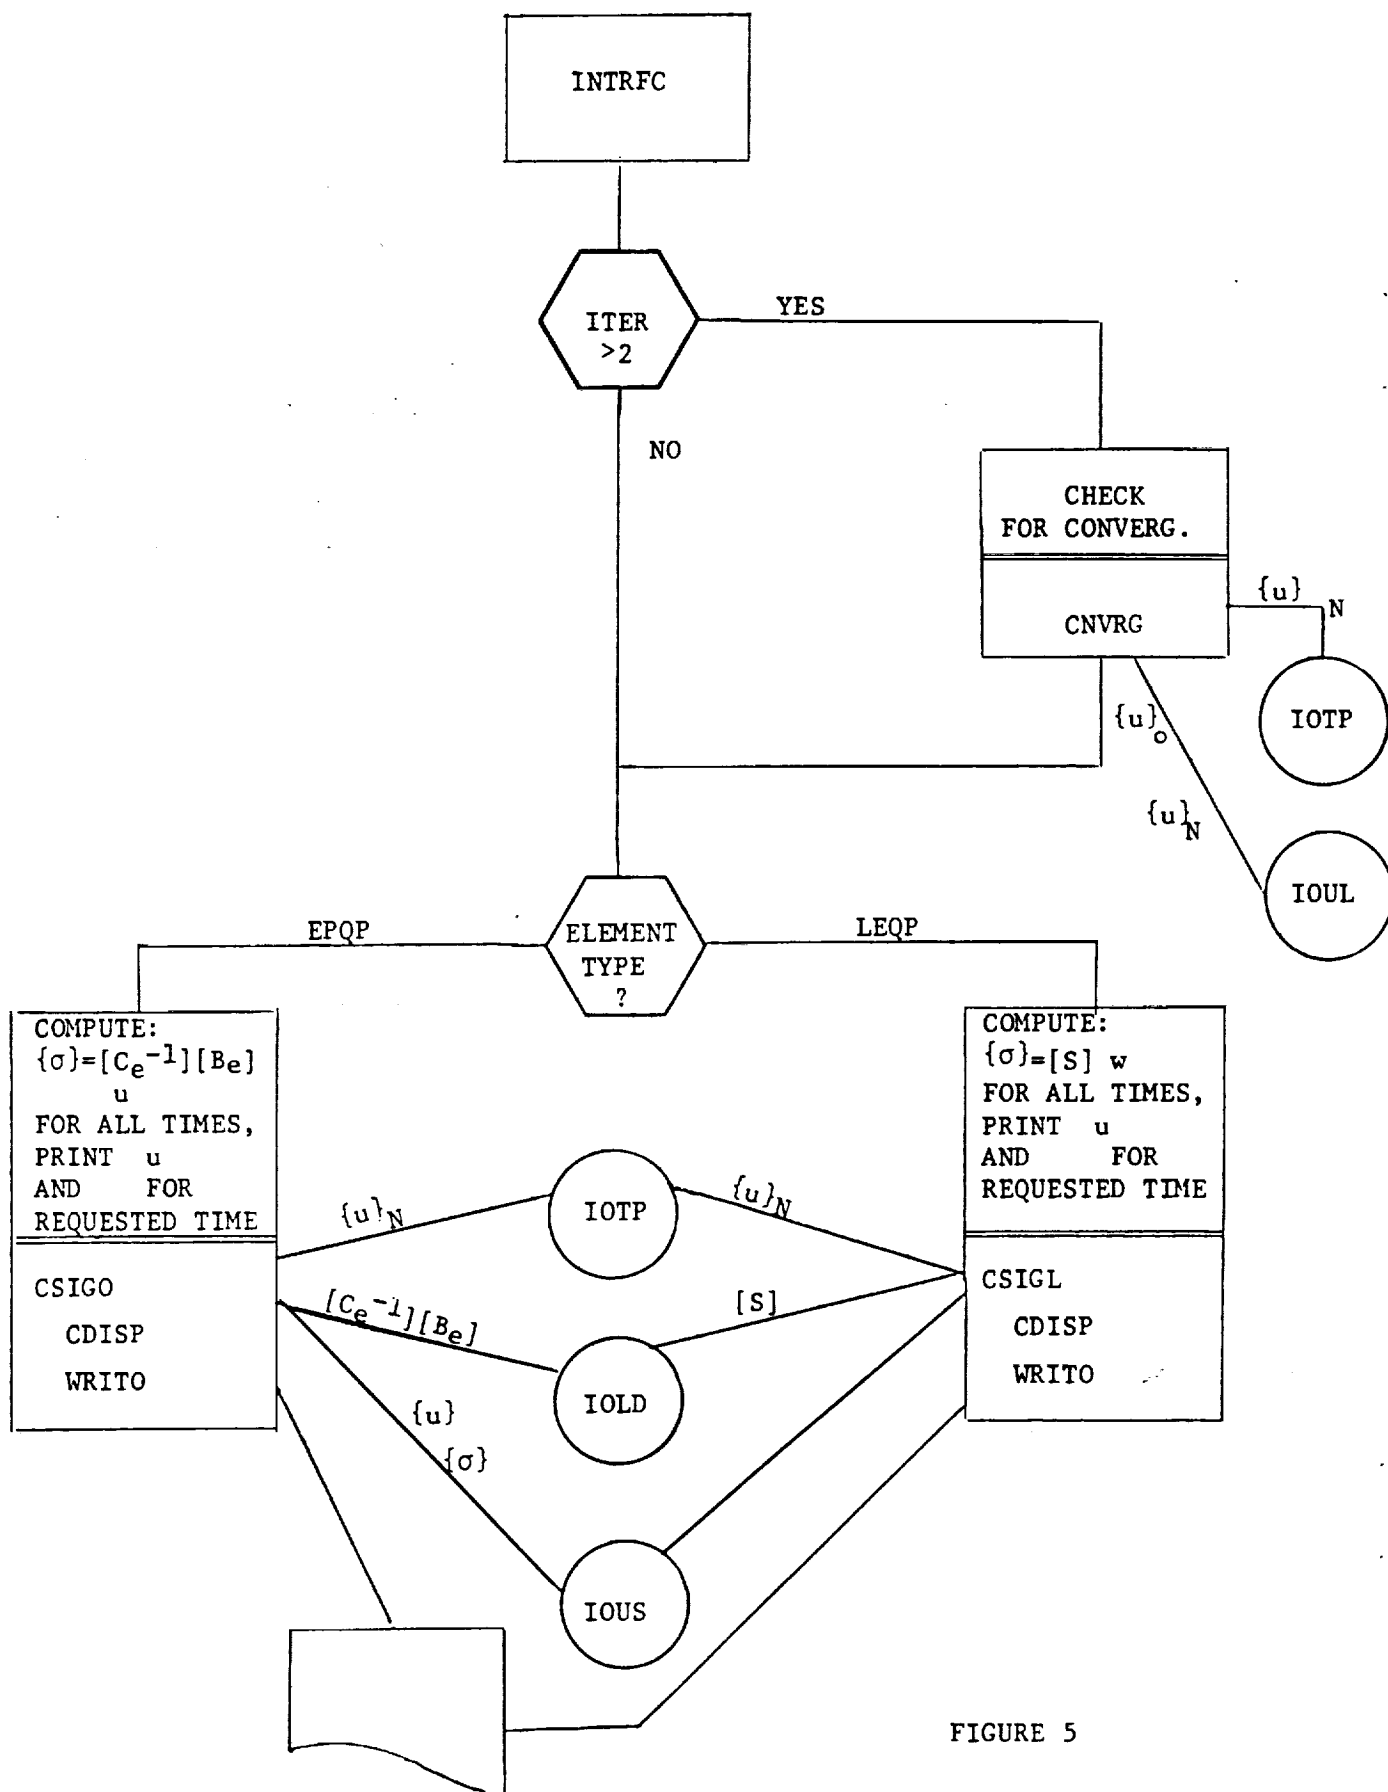 INTRFC
ITER
>2
YES
NO
CHECK
FOR CONVERG.
CNVRG
{u}N
IOTP
{u}o
{u}N
IOUL
ELEMENT
TYPE
?
EPQP
LEQP
COMPUTE:
{σ}=[Ce⁻¹][Be]
u
FOR ALL TIMES,
PRINT u
AND FOR
REQUESTED TIME
CSIGO
CDISP
WRITO
COMPUTE:
{σ}=[S] w
FOR ALL TIMES,
PRINT u
AND FOR
REQUESTED TIME
CSIGL
CDISP
WRITO
{u}N
IOTP
{u}N
[Ce⁻¹][Be]
[S]
IOLD
{u}
{σ}
IOUS
FIGURE 5